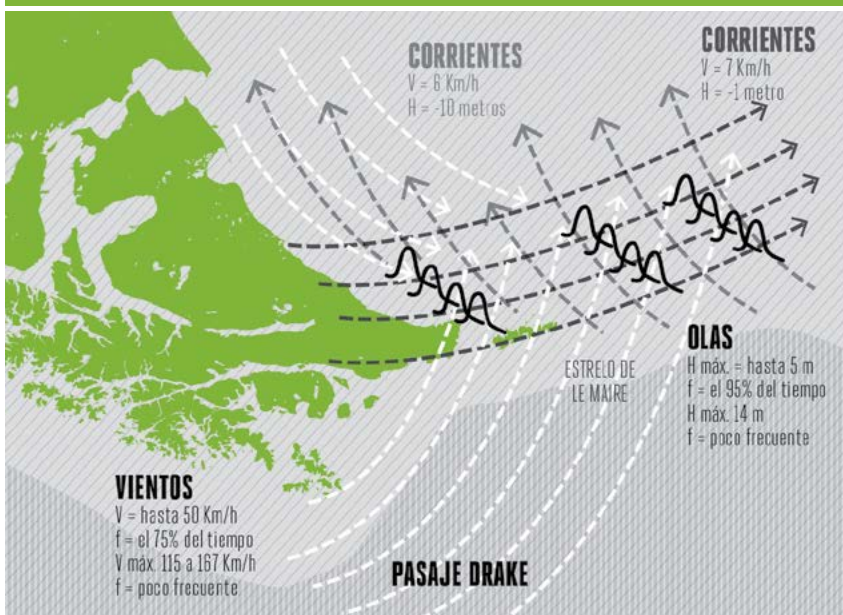 CORRIENTES
V = 6 Km/h
H = -10 metros
CORRIENTES
V = 7 Km/h
H = -1 metro
OLAS
H máx. = hasta 5 m
f = el 95% del tiempo
H máx. 14 m
f = poco frecuente
ESTRELO DE
LE MAIRE
VIENTOS
V = hasta 50 Km/h
f = el 75% del tiempo
V máx. 115 a 167 Km/h
f = poco frecuente
PASAJE DRAKE